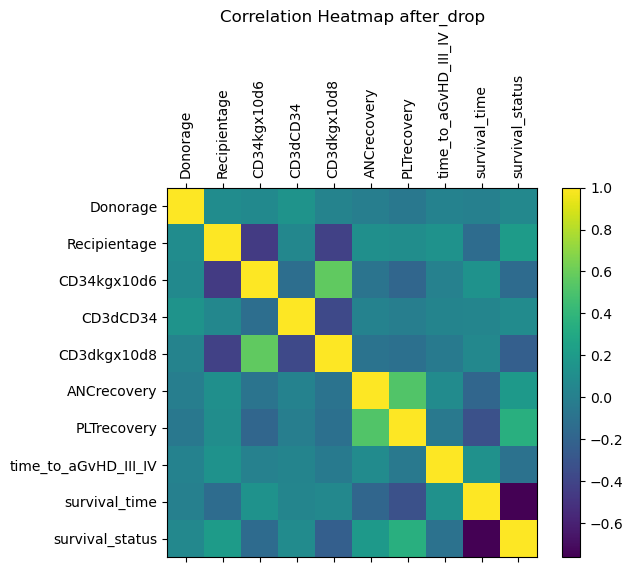 Correlation Heatmap after_drop
Donorage
Recipientage
CD34kgx10d6
CD3dCD34
CD3dkgx10d8
ANCrecovery
PLTrecovery
time_to_aGvHD_III_IV
survival_time
survival_status
Donorage
Recipientage
CD34kgx10d6
CD3dCD34
CD3dkgx10d8
ANCrecovery
PLTrecovery
time_to_aGvHD_III_IV
survival_time
survival_status
1.0
0.8
0.6
0.4
0.2
0.0
−0.2
−0.4
−0.6